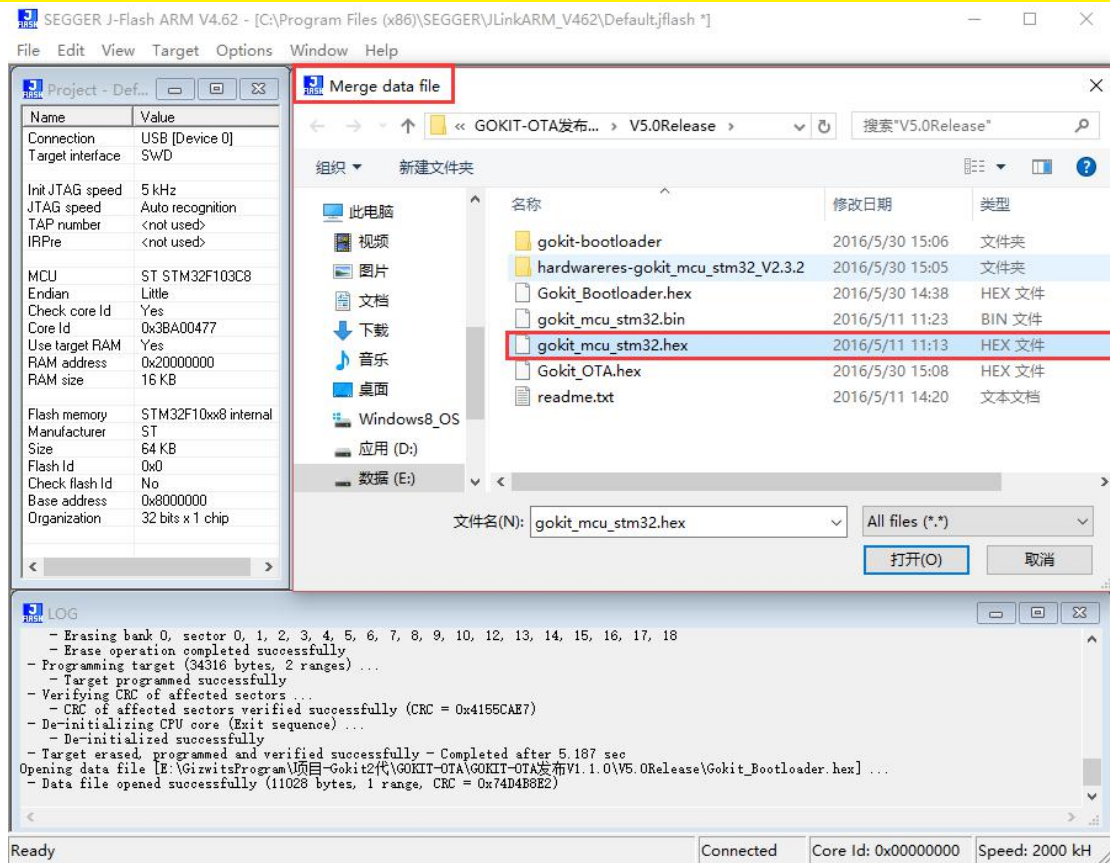 SEGGER J-Flash ARM V4.62 - [C:\Program Files (x86)\SEGGER\JLinkARM_V462\Default.jflash *]
File Edit View Target Options Window Help
Project - Def...
Name Value
Connection USB [Device 0]
Target interface SWD
Init JTAG speed 5 kHz
JTAG speed Auto recognition
TAP number <not used>
IRPre <not used>
MCU ST STM32F103C8
Endian Little
Check core Id Yes
Core Id 0x3BA00477
Use target RAM Yes
RAM address 0x20000000
RAM size 16 KB
Flash memory STM32F10xx8 internal
Manufacturer ST
Size 64 KB
Flash Id 0x0
Check flash Id No
Base address 0x8000000
Organization 32 bits x 1 chip
Merge data file
« GOKIT-OTA发布... › V5.0Release ›
搜索"V5.0Release"
组织 新建文件夹
此电脑
视频
图片
文档
下载
音乐
桌面
Windows8_OS
应用 (D:)
数据 (E:)
名称 修改日期 类型
gokit-bootloader 2016/5/30 15:06 文件夹
hardwareres-gokit_mcu_stm32_V2.3.2 2016/5/30 15:05 文件夹
Gokit_Bootloader.hex 2016/5/30 14:38 HEX 文件
gokit_mcu_stm32.bin 2016/5/11 11:23 BIN 文件
gokit_mcu_stm32.hex 2016/5/11 11:13 HEX 文件
Gokit_OTA.hex 2016/5/30 15:08 HEX 文件
readme.txt 2016/5/11 14:20 文本文档
文件名(N): gokit_mcu_stm32.hex All files (*.*)
打开(O) 取消
LOG
- Erasing bank 0, sector 0, 1, 2, 3, 4, 5, 6, 7, 8, 9, 10, 12, 13, 14, 15, 16, 17, 18
- Erase operation completed successfully
- Programming target (34316 bytes, 2 ranges) ...
- Target programmed successfully
- Verifying CRC of affected sectors ...
- CRC of affected sectors verified successfully (CRC = 0x4155CAE7)
- De-initializing CPU core (Exit sequence) ...
- De-initialized successfully
- Target erased, programmed and verified successfully - Completed after 5.187 sec
Opening data file [E:\GizwitsProgram\项目-Gokit2代\GOKIT-OTA\GOKIT-OTA发布V1.1.0\V5.0Release\Gokit_Bootloader.hex] ...
- Data file opened successfully (11028 bytes, 1 range, CRC = 0x74D4B8E2)
Ready Connected Core Id: 0x00000000 Speed: 2000 kH